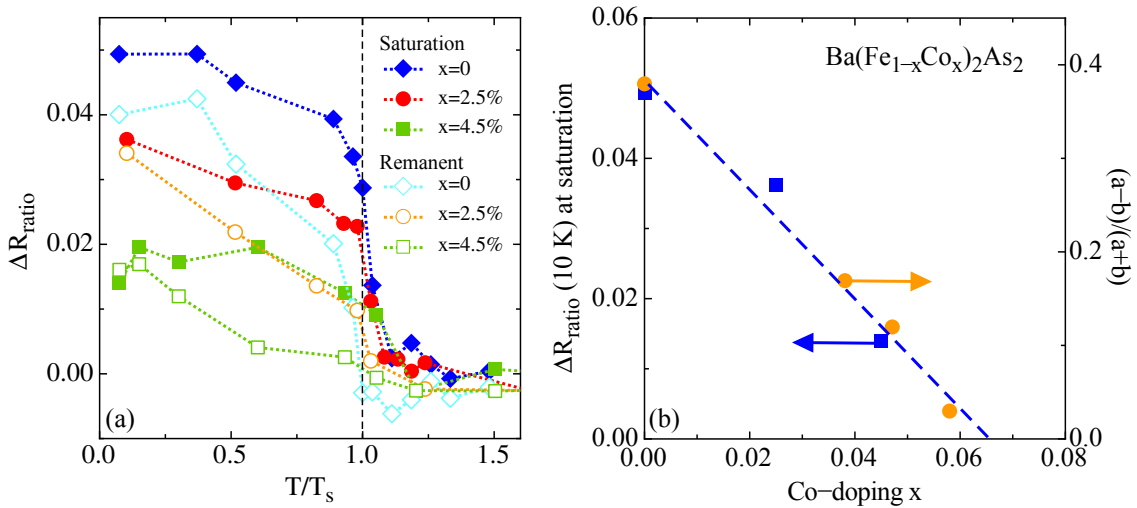 0.04
0.02
0.00
ΔR_ratio
0.0
0.5
1.0
1.5
T/T_s
(a)
Saturation
x=0
x=2.5%
x=4.5%
Remanent
x=0
x=2.5%
x=4.5%
0.06
0.04
0.02
0.00
ΔR_ratio (10 K) at saturation
Ba(Fe_{1−x}Co_x)_2As_2
(b)
0.00
0.02
0.04
0.06
0.08
Co−doping x
0.4
0.2
0.0
(a−b)/(a+b)